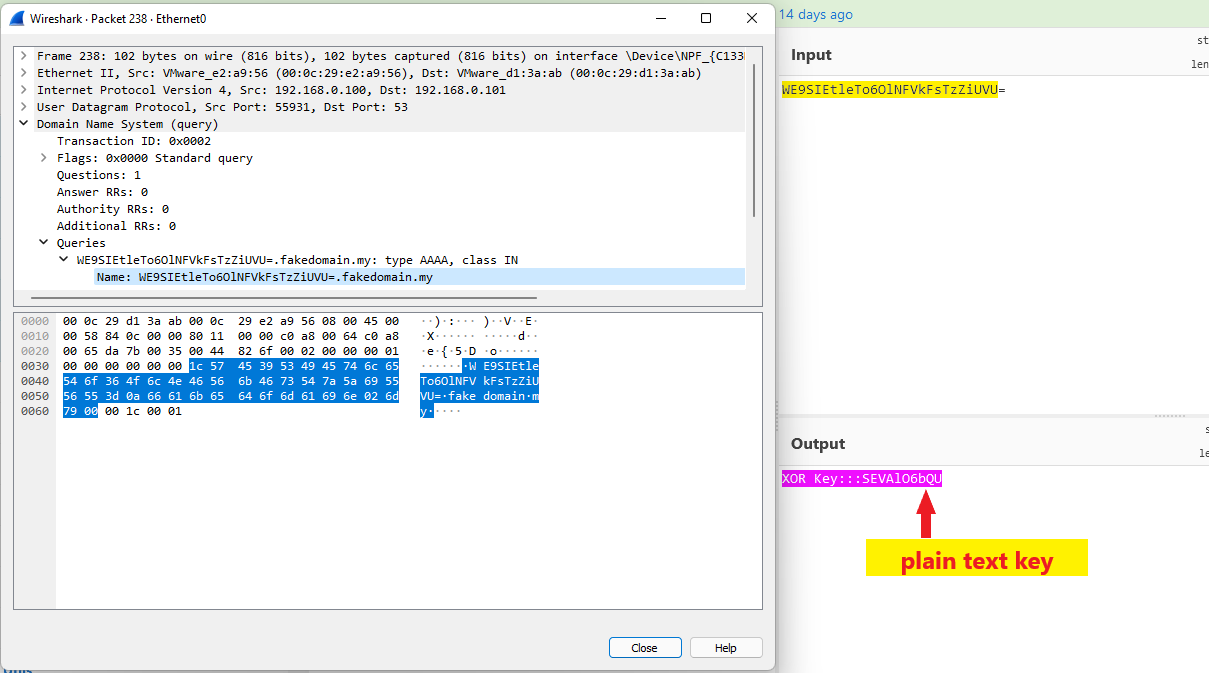 Wireshark · Packet 238 · Ethernet0
Frame 238: 102 bytes on wire (816 bits), 102 bytes captured (816 bits) on interface \Device\NPF_{C133
Ethernet II, Src: VMware_e2:a9:56 (00:0c:29:e2:a9:56), Dst: VMware_d1:3a:ab (00:0c:29:d1:3a:ab)
Internet Protocol Version 4, Src: 192.168.0.100, Dst: 192.168.0.101
User Datagram Protocol, Src Port: 55931, Dst Port: 53
Domain Name System (query)
Transaction ID: 0x0002
Flags: 0x0000 Standard query
Questions: 1
Answer RRs: 0
Authority RRs: 0
Additional RRs: 0
Queries
WE9SIEtleTo6OlNFVkFsTzZiUVU=.fakedomain.my: type AAAA, class IN
Name: WE9SIEtleTo6OlNFVkFsTzZiUVU=.fakedomain.my
0000 00 0c 29 d1 3a ab 00 0c 29 e2 a9 56 08 00 45 00 ··)·:··· )··V··E·
0010 00 58 84 0c 00 00 80 11 00 00 c0 a8 00 64 c0 a8 ·X······ ·····d··
0020 00 65 da 7b 00 35 00 44 82 6f 00 02 00 00 00 01 ·e·{·5·D ·o······
0030 00 00 00 00 00 00 1c 57 45 39 53 49 45 74 6c 65 ·······W E9SIEtle
0040 54 6f 36 4f 6c 4e 46 56 6b 46 73 54 7a 5a 69 55 To6OlNFV kFsTzZiU
0050 56 55 3d 0a 66 61 6b 65 64 6f 6d 61 69 6e 02 6d VU=·fake domain·m
0060 79 00 00 1c 00 01 y·····
Close
Help
14 days ago
Input
st
len
WE9SIEtleTo6OlNFVkFsTzZiUVU=
Output
s
le
XOR Key:::SEVAlO6bQU
plain text key